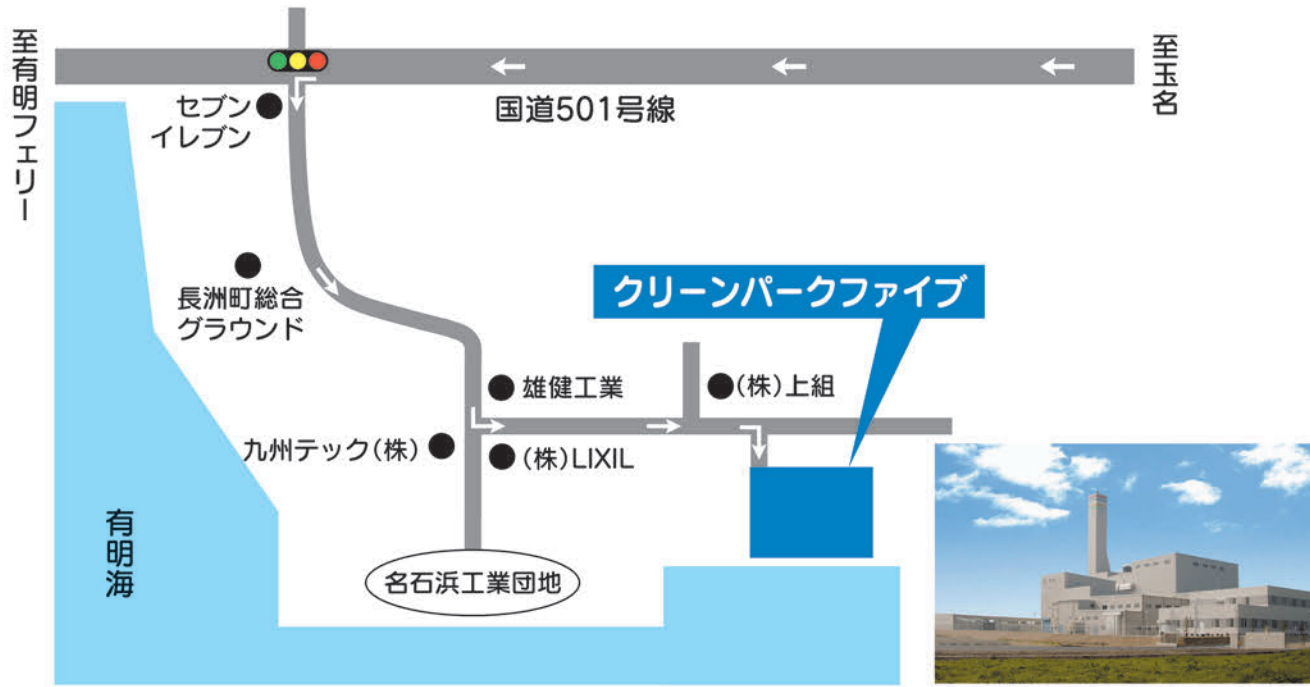 至有明フェリー
至玉名
国道501号線
セブン
イレブン
長洲町総合
グラウンド
クリーンパークファイブ
雄健工業
(株)上組
九州テック(株)
(株)LIXIL
有明海
名石浜工業団地